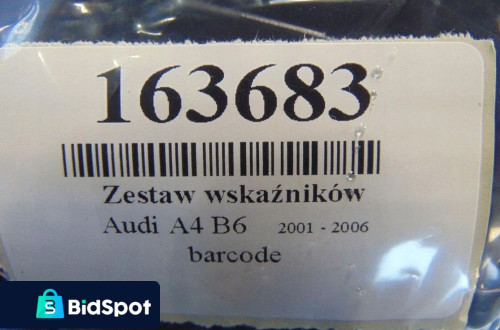 163683
Zestaw wskaźników
Audi A4 B6 2001 - 2006
barcode
BidSpot